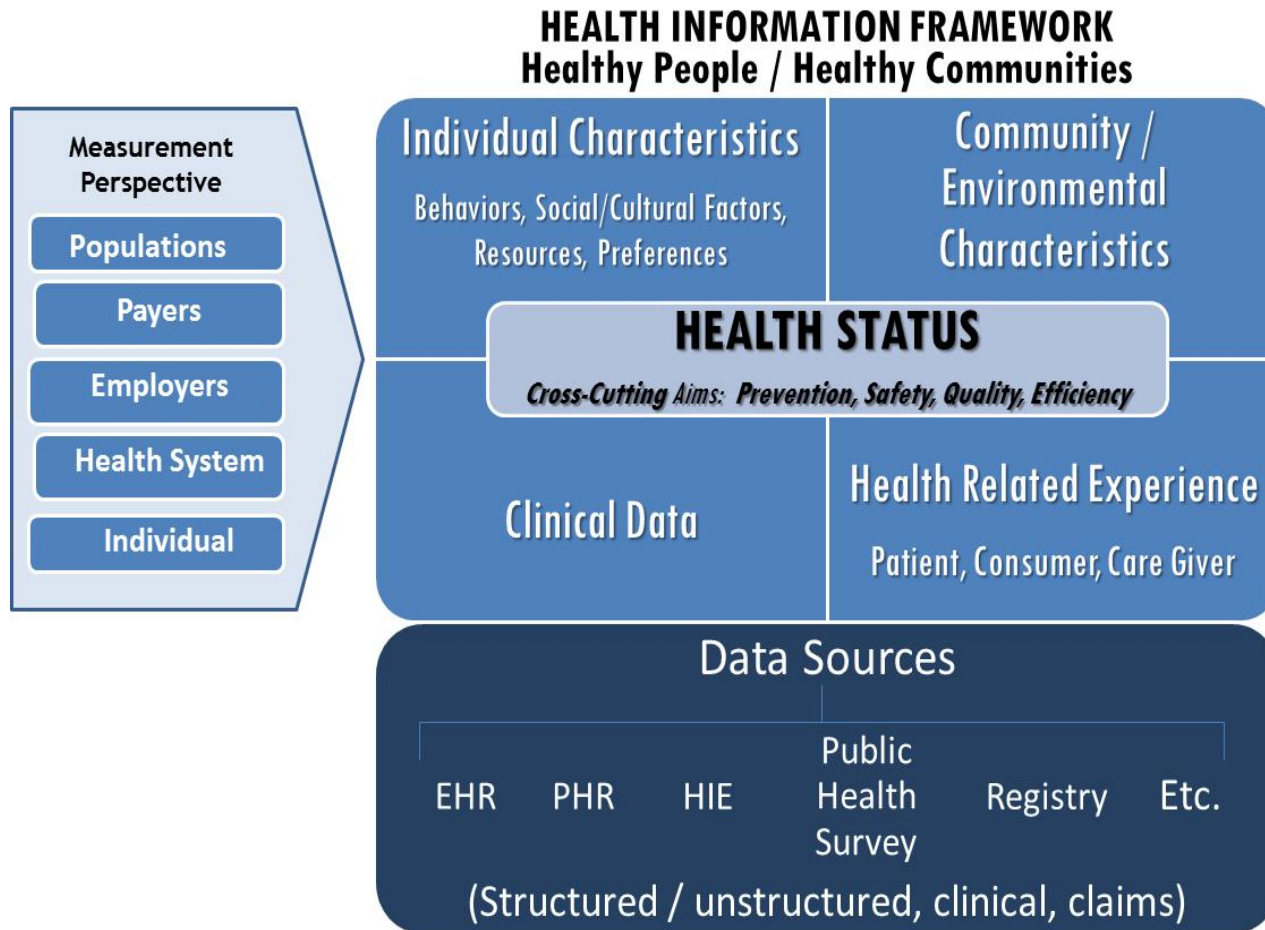 HEALTH INFORMATION FRAMEWORK
Healthy People / Healthy Communities
Measurement
Perspective
Populations
Payers
Employers
Health System
Individual
Individual Characteristics
Behaviors, Social/Cultural Factors,
Resources, Preferences
Community /
Environmental
Characteristics
HEALTH STATUS
Cross-Cutting Aims: Prevention, Safety, Quality, Efficiency
Clinical Data
Health Related Experience
Patient, Consumer, Care Giver
Data Sources
EHR
PHR
HIE
Public
Health
Survey
Registry
Etc.
(Structured / unstructured, clinical, claims)